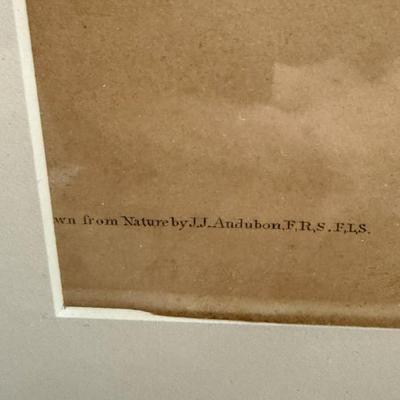 wn from Nature by J.J. Audubon, F,R,S. F,L,S.